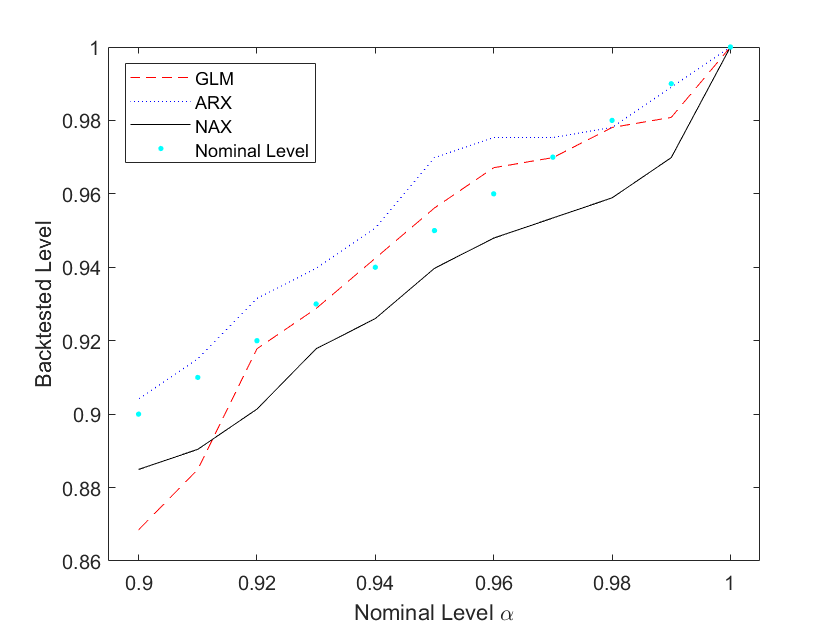 1
0.98
0.96
0.94
0.92
0.9
0.88
0.86
Backtested Level
GLM
ARX
NAX
Nominal Level
0.9
0.92
0.94
0.96
0.98
1
Nominal Level α